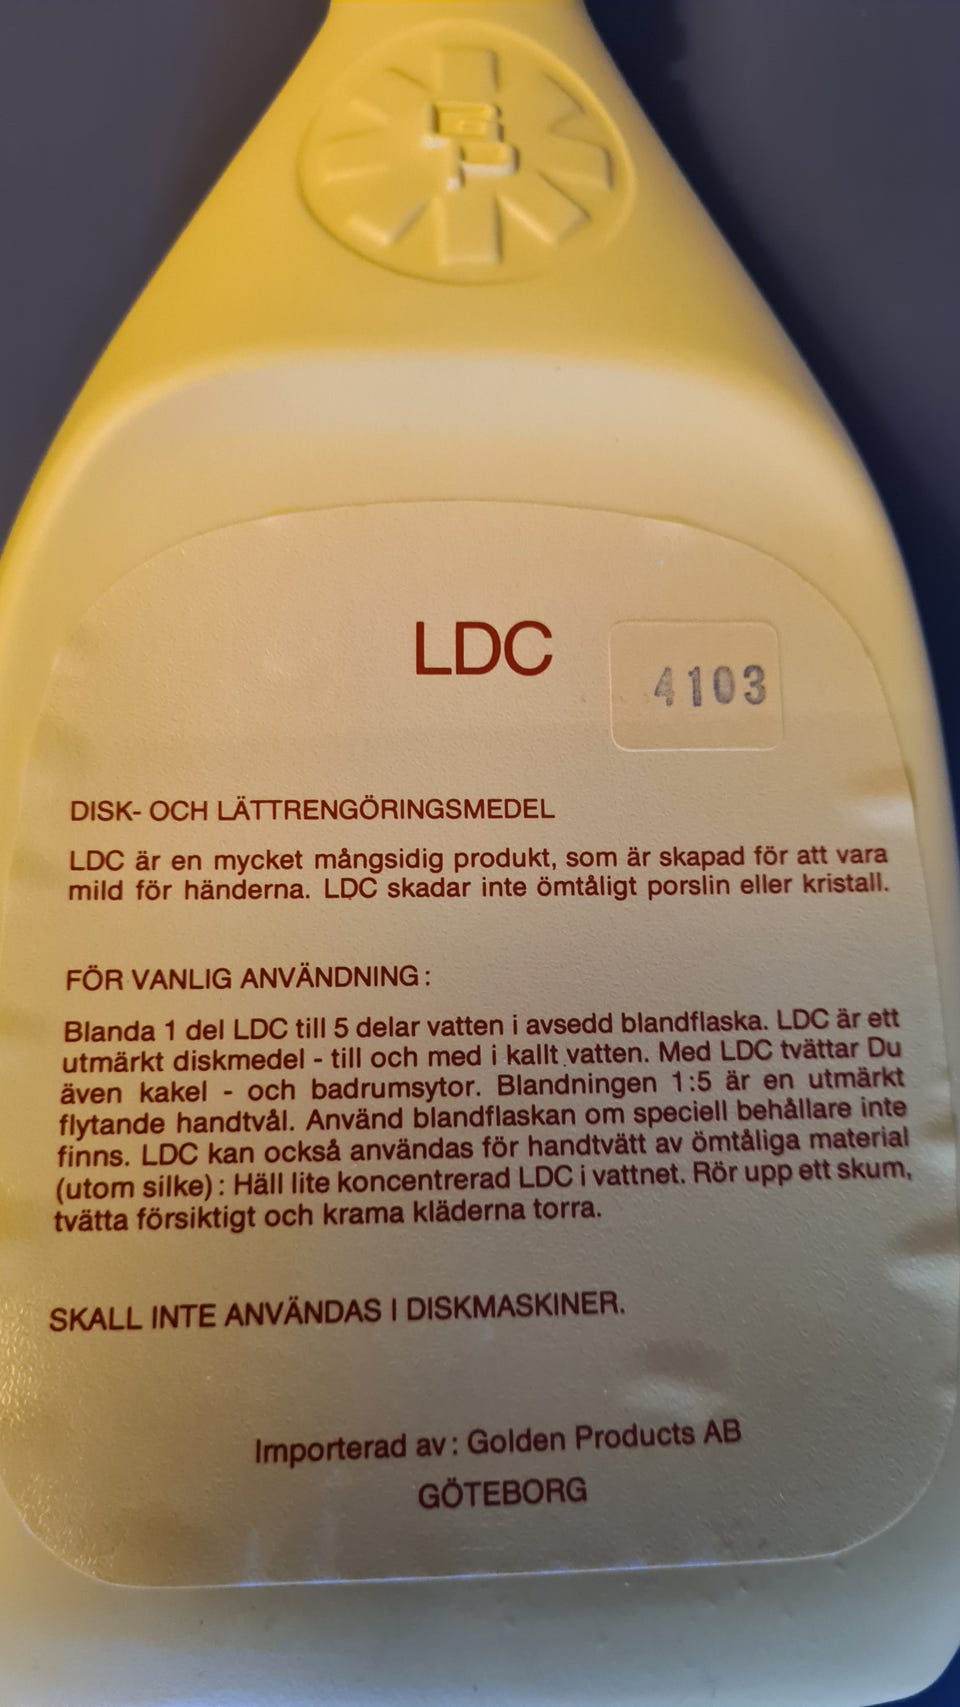 GP
LDC
4103
DISK- OCH LÄTTRENGÖRINGSMEDEL
LDC är en mycket mångsidig produkt, som är skapad för att vara
mild för händerna. LDC skadar inte ömtåligt porslin eller kristall.
FÖR VANLIG ANVÄNDNING:
Blanda 1 del LDC till 5 delar vatten i avsedd blandflaska. LDC är ett
utmärkt diskmedel - till och med i kallt vatten. Med LDC tvättar Du
även kakel - och badrumsytor. Blandningen 1:5 är en utmärkt
flytande handtvål. Använd blandflaskan om speciell behållare inte
finns. LDC kan också användas för handtvätt av ömtåliga material
(utom silke) : Häll lite koncentrerad LDC i vattnet. Rör upp ett skum,
tvätta försiktigt och krama kläderna torra.
SKALL INTE ANVÄNDAS I DISKMASKINER.
Importerad av: Golden Products AB
GÖTEBORG